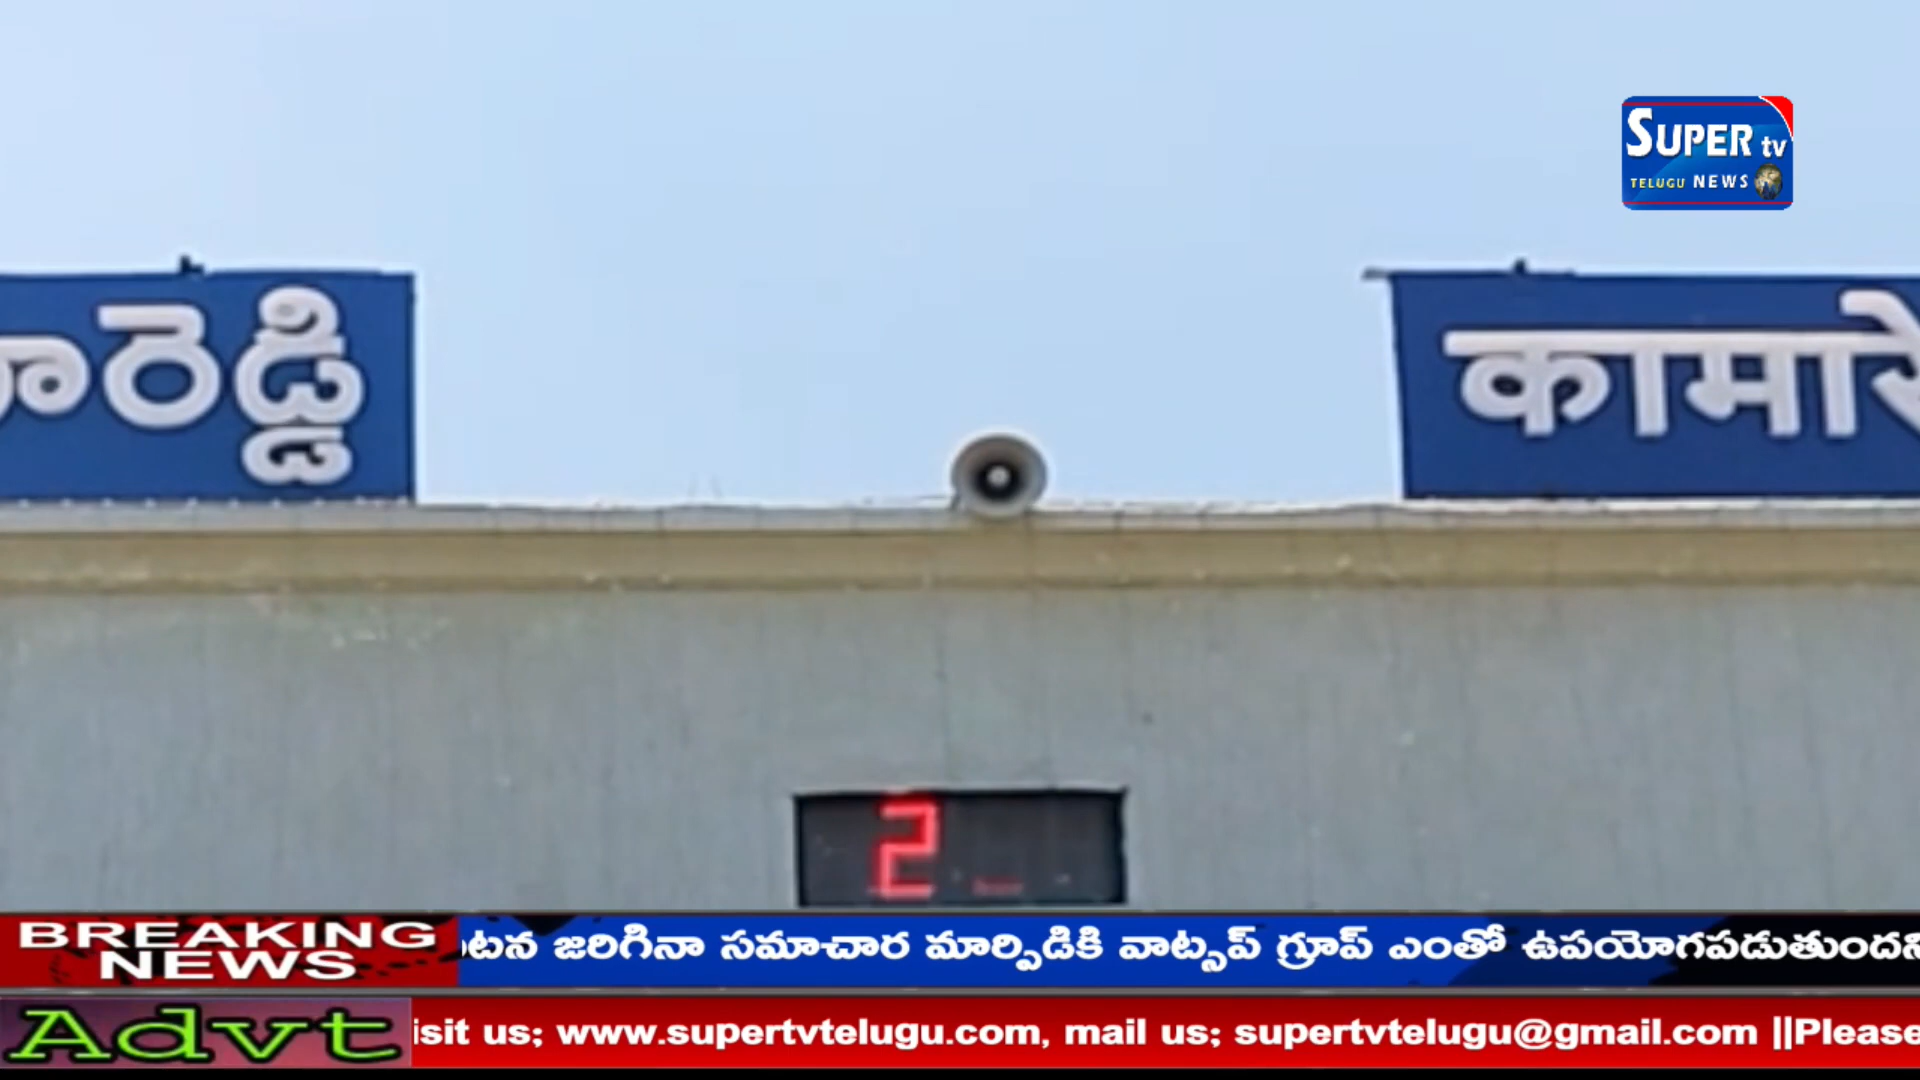 SUPER tv
TELUGU NEWS
ారెడ్డి
कामारे
2
BREAKING
NEWS
టన జరిగినా సమాచార మార్పిడికి వాట్సప్ గ్రూప్ ఎంతో ఉపయోగపడుతుందని
Advt
isit us; www.supertvtelugu.com, mail us; supertvtelugu@gmail.com ||Please